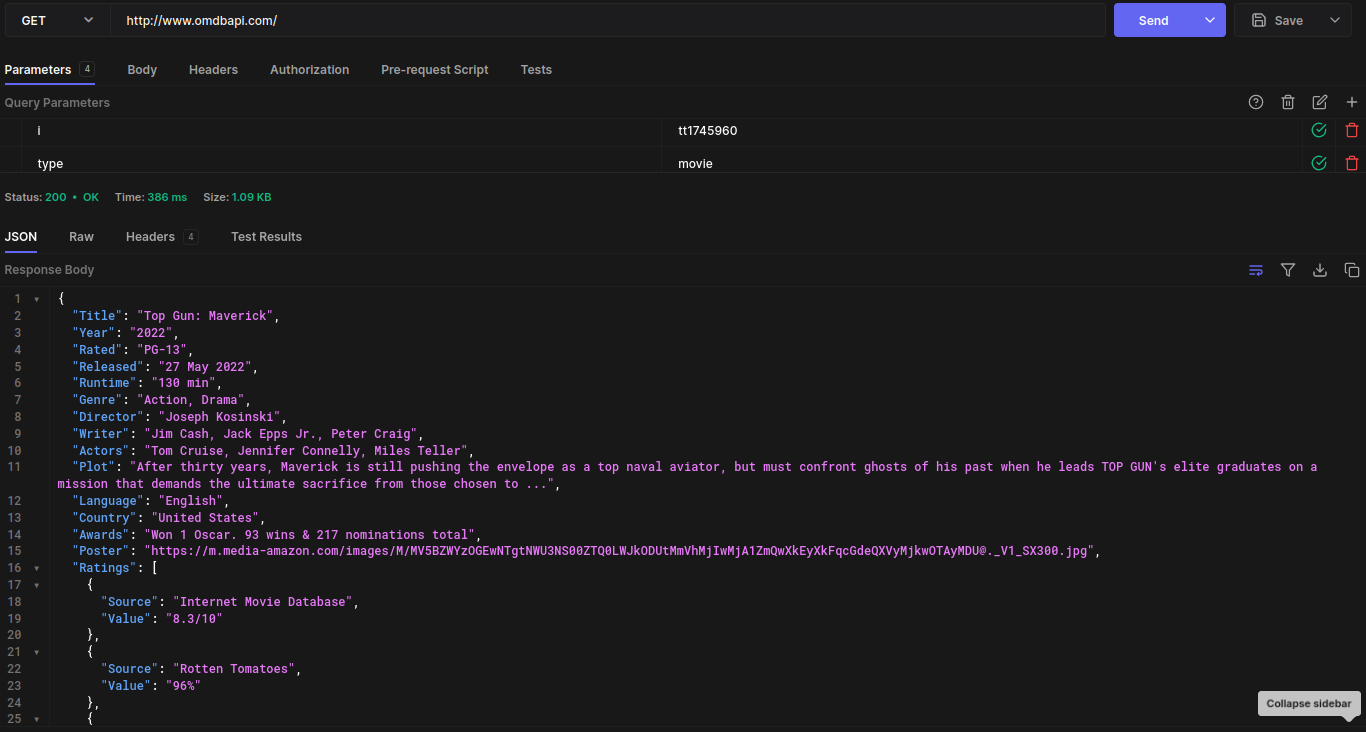 GET http://www.omdbapi.com/ Send Save
Parameters 4 Body Headers Authorization Pre-request Script Tests
Query Parameters
i tt1745960
type movie
Status: 200 • OK Time: 386 ms Size: 1.09 KB
JSON Raw Headers 4 Test Results
Response Body
1 {
2 "Title": "Top Gun: Maverick",
3 "Year": "2022",
4 "Rated": "PG-13",
5 "Released": "27 May 2022",
6 "Runtime": "130 min",
7 "Genre": "Action, Drama",
8 "Director": "Joseph Kosinski",
9 "Writer": "Jim Cash, Jack Epps Jr., Peter Craig",
10 "Actors": "Tom Cruise, Jennifer Connelly, Miles Teller",
11 "Plot": "After thirty years, Maverick is still pushing the envelope as a top naval aviator, but must confront ghosts of his past when he leads TOP GUN's elite graduates on a
mission that demands the ultimate sacrifice from those chosen to ...",
12 "Language": "English",
13 "Country": "United States",
14 "Awards": "Won 1 Oscar. 93 wins & 217 nominations total",
15 "Poster": "https://m.media-amazon.com/images/M/MV5BZWYzOGEwNTgtNWU3NS00ZTQ0LWJkODUtMmVhMjIwMjA1ZmQwXkEyXkFqcGdeQXVyMjkwOTAyMDU@._V1_SX300.jpg",
16 "Ratings": [
17 {
18 "Source": "Internet Movie Database",
19 "Value": "8.3/10"
20 },
21 {
22 "Source": "Rotten Tomatoes",
23 "Value": "96%"
24 },
25 {
Collapse sidebar